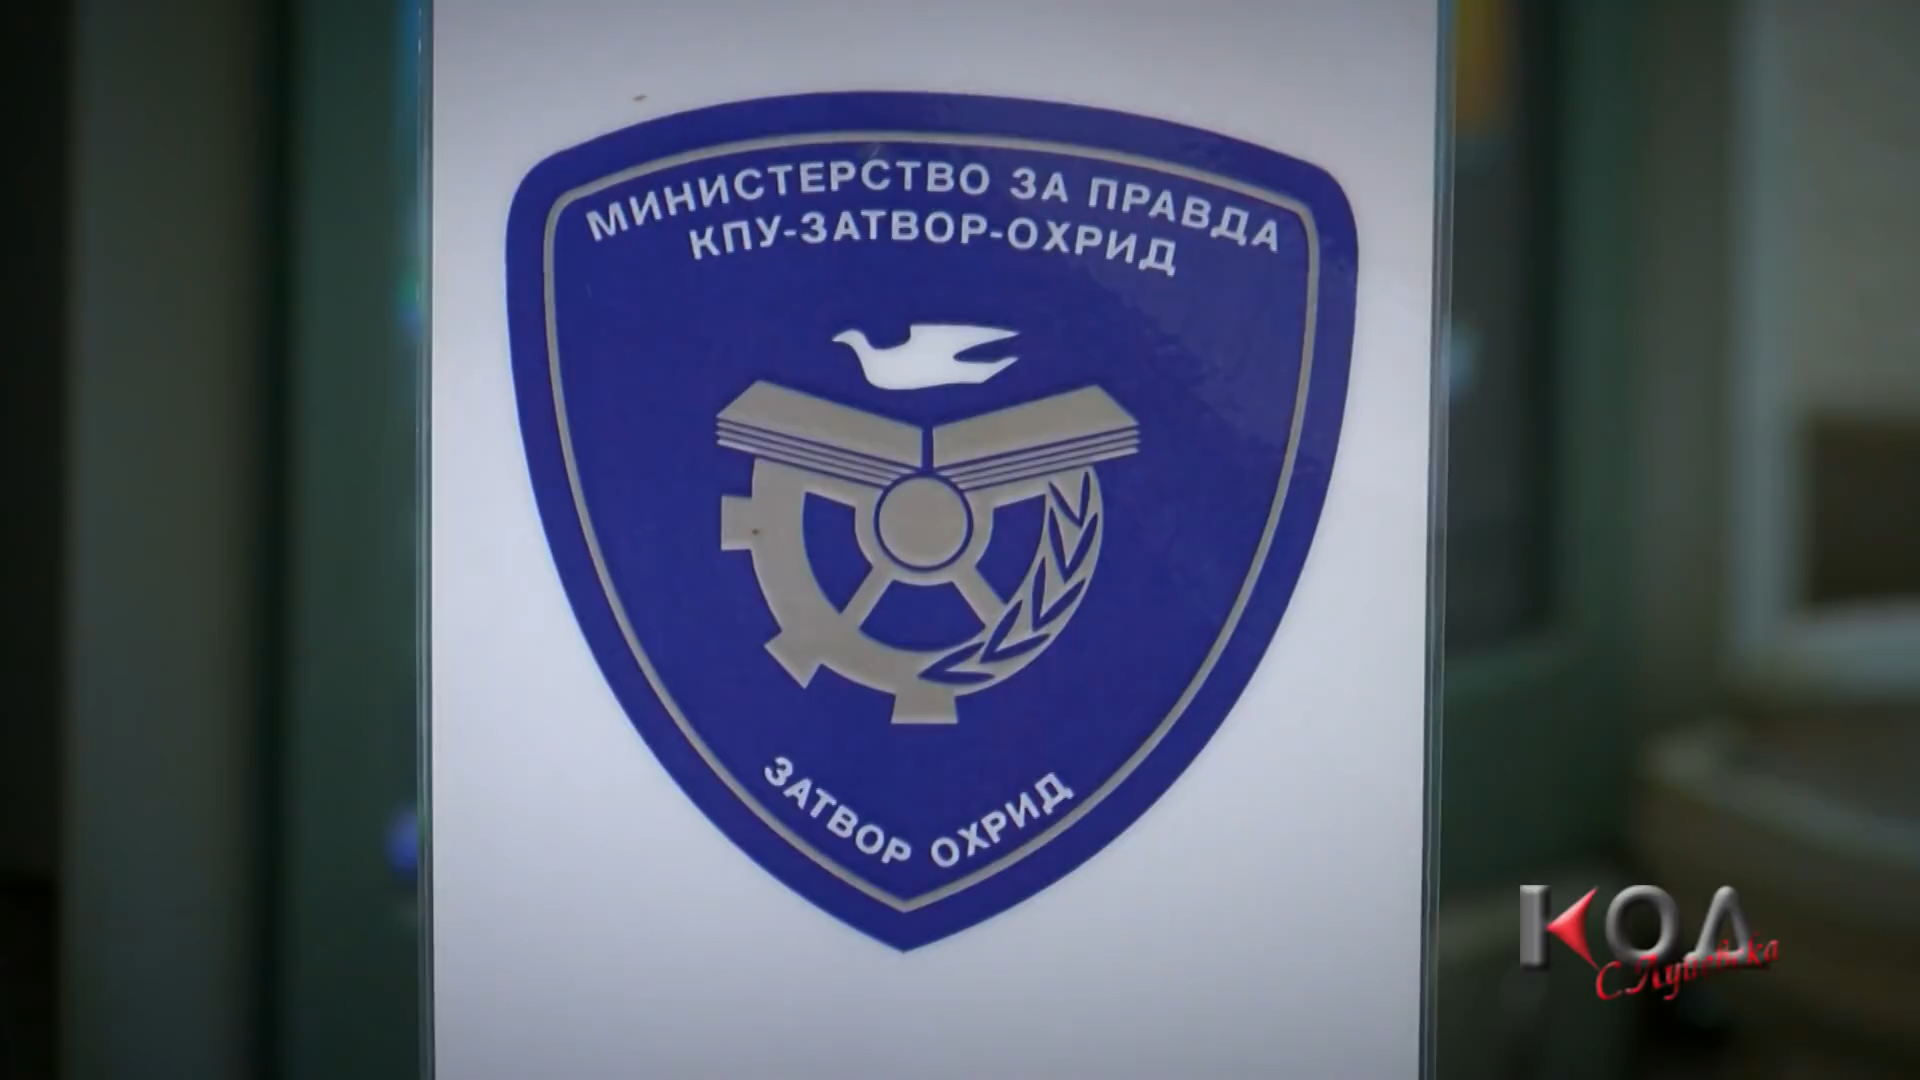 МИНИСТЕРСТВО ЗА ПРАВДА
КПУ-ЗАТВОР-ОХРИД
ЗАТВОР ОХРИД
КОД